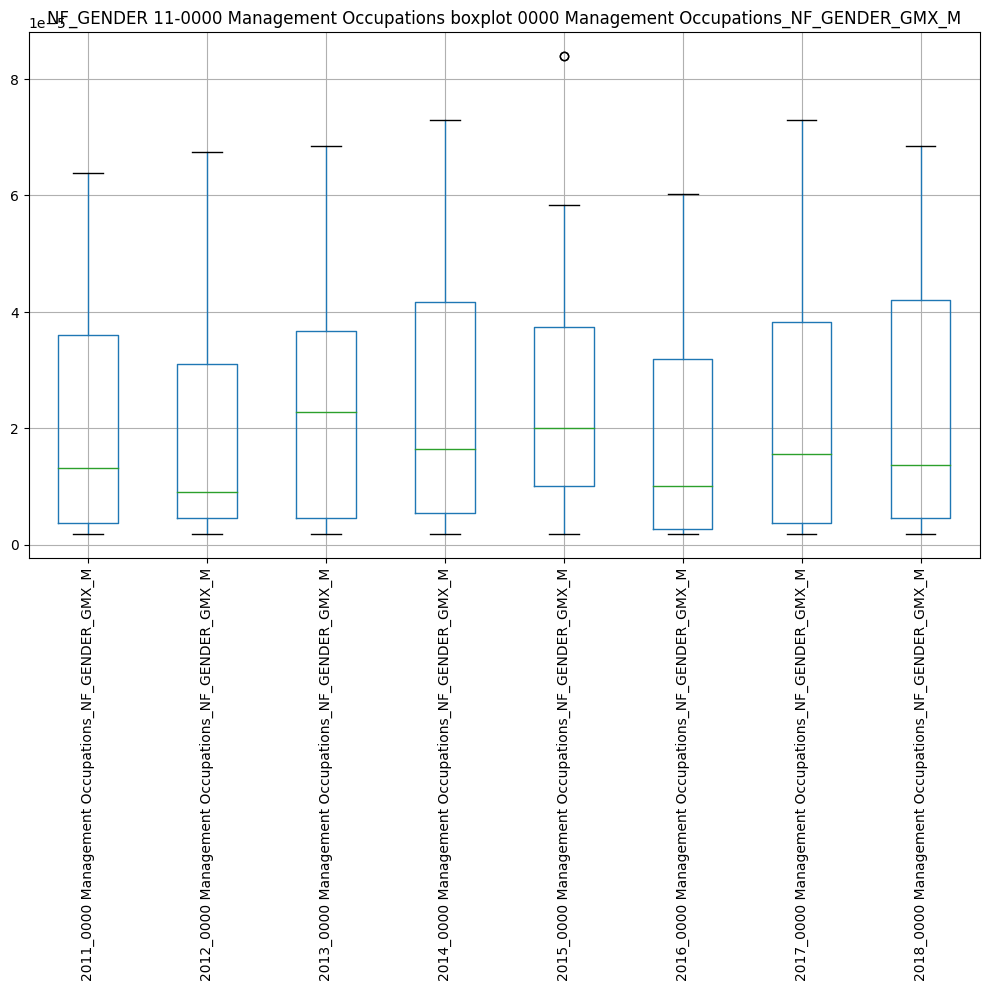 NF_GENDER 11-0000 Management Occupations boxplot 0000 Management Occupations_NF_GENDER_GMX_M
1e−5
8
6
4
2
0
2011_0000 Management Occupations_NF_GENDER_GMX_M
2012_0000 Management Occupations_NF_GENDER_GMX_M
2013_0000 Management Occupations_NF_GENDER_GMX_M
2014_0000 Management Occupations_NF_GENDER_GMX_M
2015_0000 Management Occupations_NF_GENDER_GMX_M
2016_0000 Management Occupations_NF_GENDER_GMX_M
2017_0000 Management Occupations_NF_GENDER_GMX_M
2018_0000 Management Occupations_NF_GENDER_GMX_M